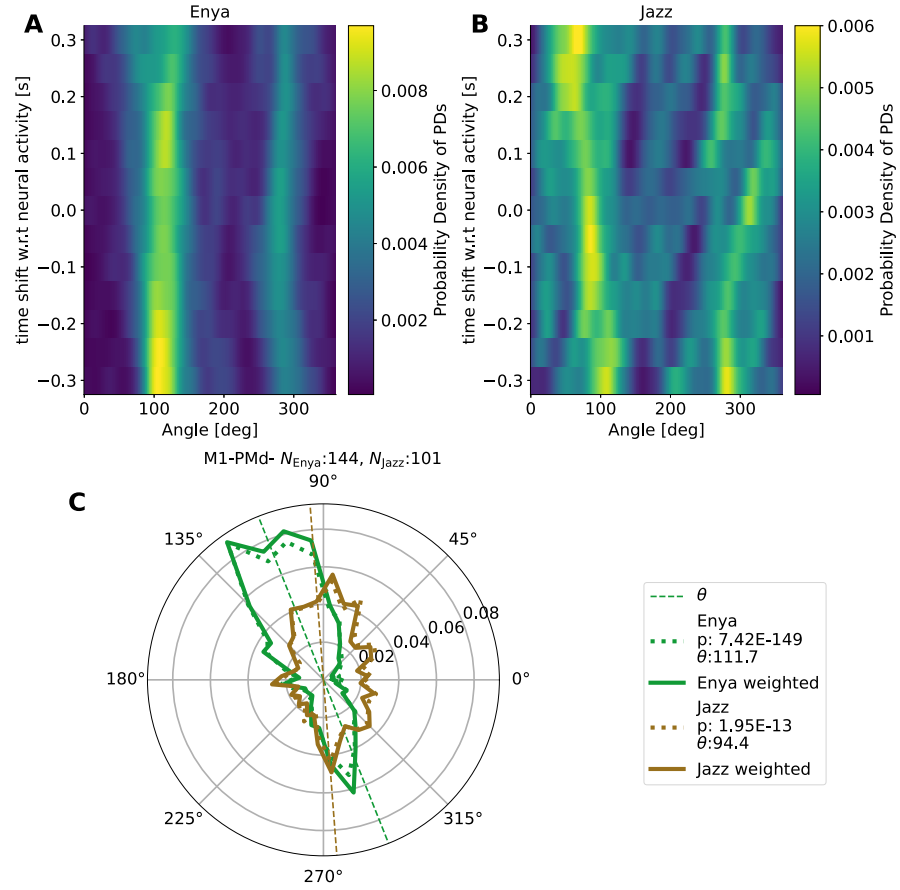 A
Enya
0.3
0.2
0.1
0.0
−0.1
−0.2
−0.3
time shift w.r.t neural activity [s]
0
100
200
300
Angle [deg]
0.008
0.006
0.004
0.002
Probability Density of PDs
B
Jazz
0.3
0.2
0.1
0.0
−0.1
−0.2
−0.3
time shift w.r.t neural activity [s]
0
100
200
300
Angle [deg]
0.006
0.005
0.004
0.003
0.002
0.001
Probability Density of PDs
M1-PMd- N_Enya:144, N_Jazz:101
C
90°
135°
45°
180°
0°
225°
315°
270°
0.02
0.04
0.06
0.08
θ
Enya
p: 7.42E-149
θ:111.7
Enya weighted
Jazz
p: 1.95E-13
θ:94.4
Jazz weighted